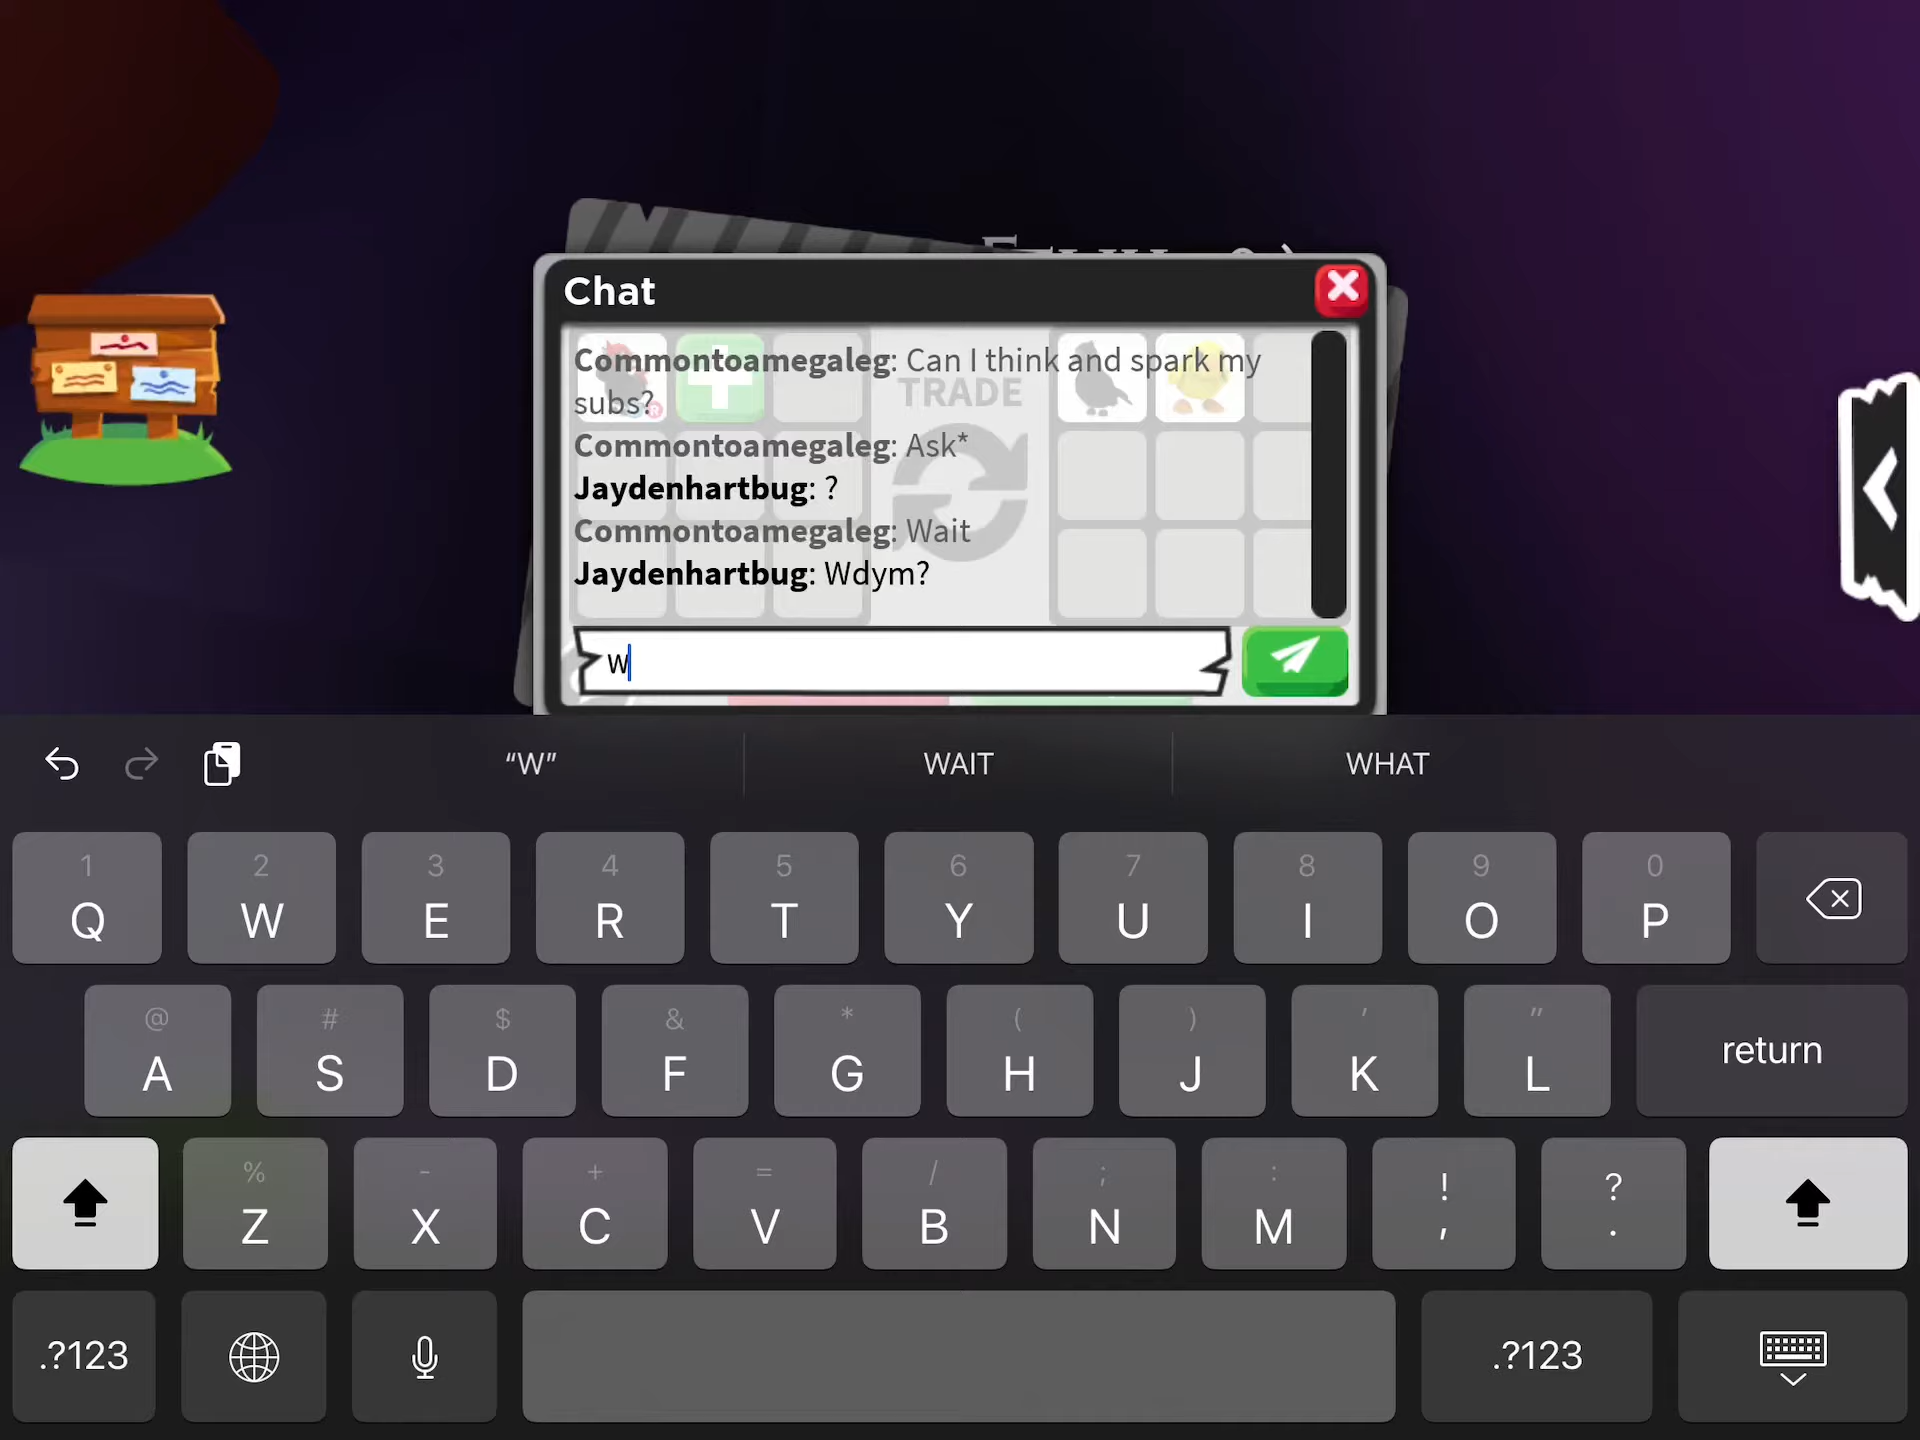 Chat
Commontoamegaleg: Can I think and spark my
subs?
TRADE
Commontoamegaleg: Ask*
Jaydenhartbug: ?
Commontoamegaleg: Wait
Jaydenhartbug: Wdym?
W
“W” WAIT WHAT
1 2 3 4 5 6 7 8 9 0
Q W E R T Y U I O P
@ # $ & * ( ) ' "
A S D F G H J K L return
% - + = / ; : ! ?
Z X C V B N M , .
.?123 .?123